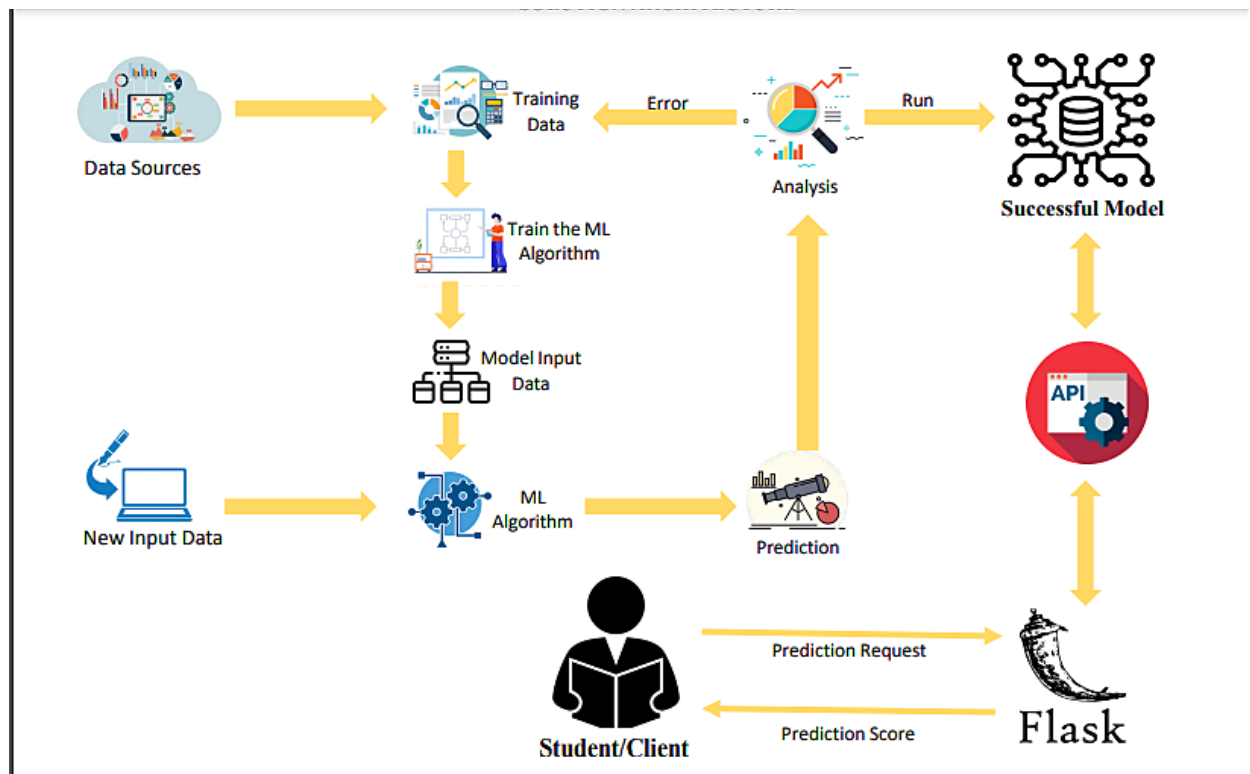 Training
Data
Error
Run
Data Sources
Analysis
Successful Model
Train the ML
Algorithm
Model Input
Data
API
New Input Data
ML
Algorithm
Prediction
Prediction Request
Prediction Score
Flask
Student/Client